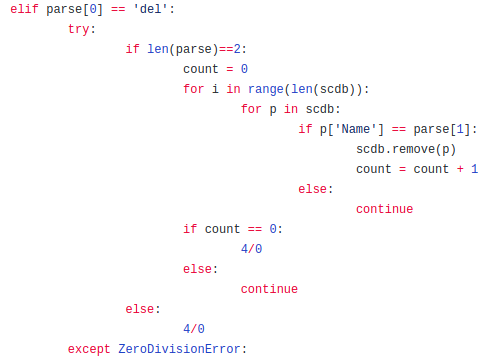 elif parse[0] == 'del':
try:
if len(parse)==2:
count = 0
for i in range(len(scdb)):
for p in scdb:
if p['Name'] == parse[1]:
scdb.remove(p)
count = count + 1
else:
continue
if count == 0:
4/0
else:
continue
else:
4/0
except ZeroDivisionError: